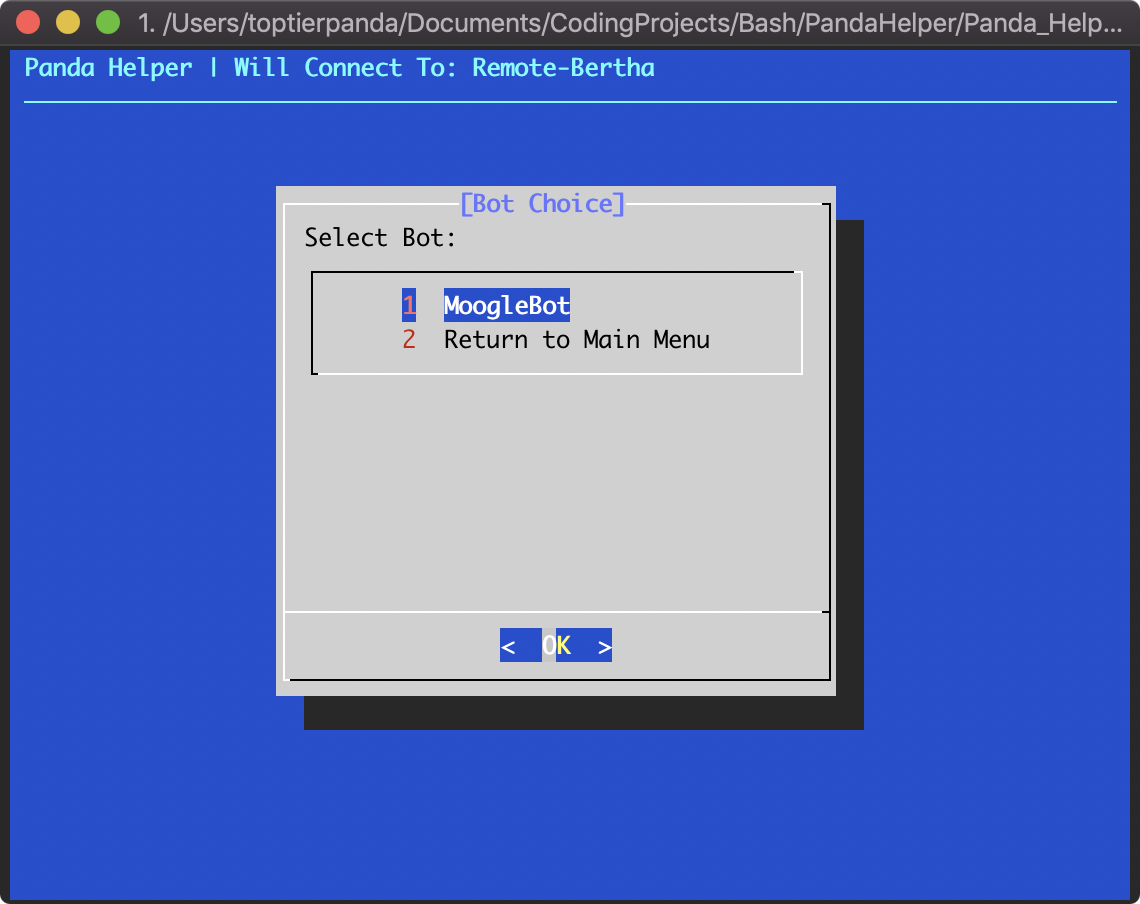 1. /Users/toptierpanda/Documents/CodingProjects/Bash/PandaHelper/Panda_Help...
Panda Helper | Will Connect To: Remote-Bertha
[Bot Choice]
Select Bot:
1 MoogleBot
2 Return to Main Menu
< OK >